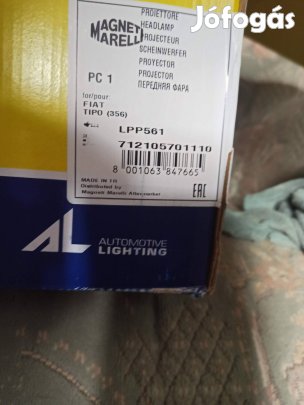 Jófogás
MAGNETI
MARELLI
PROIETTORE
HEADLAMP
PROJECTEUR
SCHEINWERFER
PROYECTOR
PROJECTOR
ПЕРЕДНЯЯ ФАРА
PC 1
for/pour
FIAT
TIPO (356)
LPP561
712105701110
8 001063 847665
MADE IN TR
Distributed by
Magneti Marelli Aftermarket
EAC
AL
AUTOMOTIVE
LIGHTING